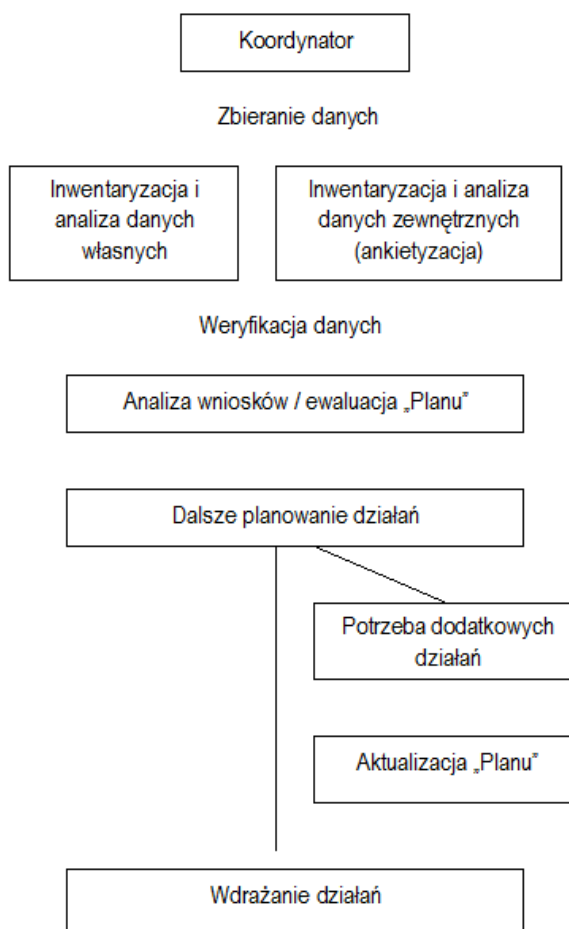 Koordynator
Zbieranie danych
Inwentaryzacja i
analiza danych
własnych
Inwentaryzacja i analiza
danych zewnętrznych
(ankietyzacja)
Weryfikacja danych
Analiza wniosków / ewaluacja „Planu”
Dalsze planowanie działań
Potrzeba dodatkowych
działań
Aktualizacja „Planu”
Wdrażanie działań